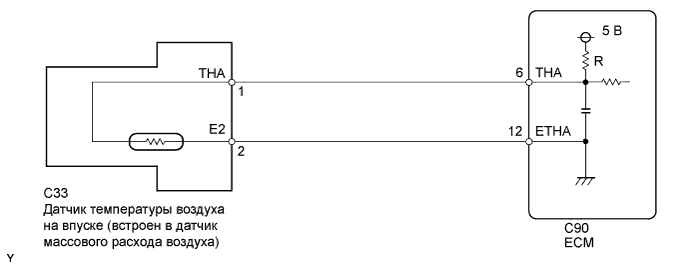 5 В
R
THA
1
6
THA
E2
2
12
ETHA
C33
Датчик температуры воздуха
на впуске (встроен в датчик
массового расхода воздуха)
C90
ECM
Y